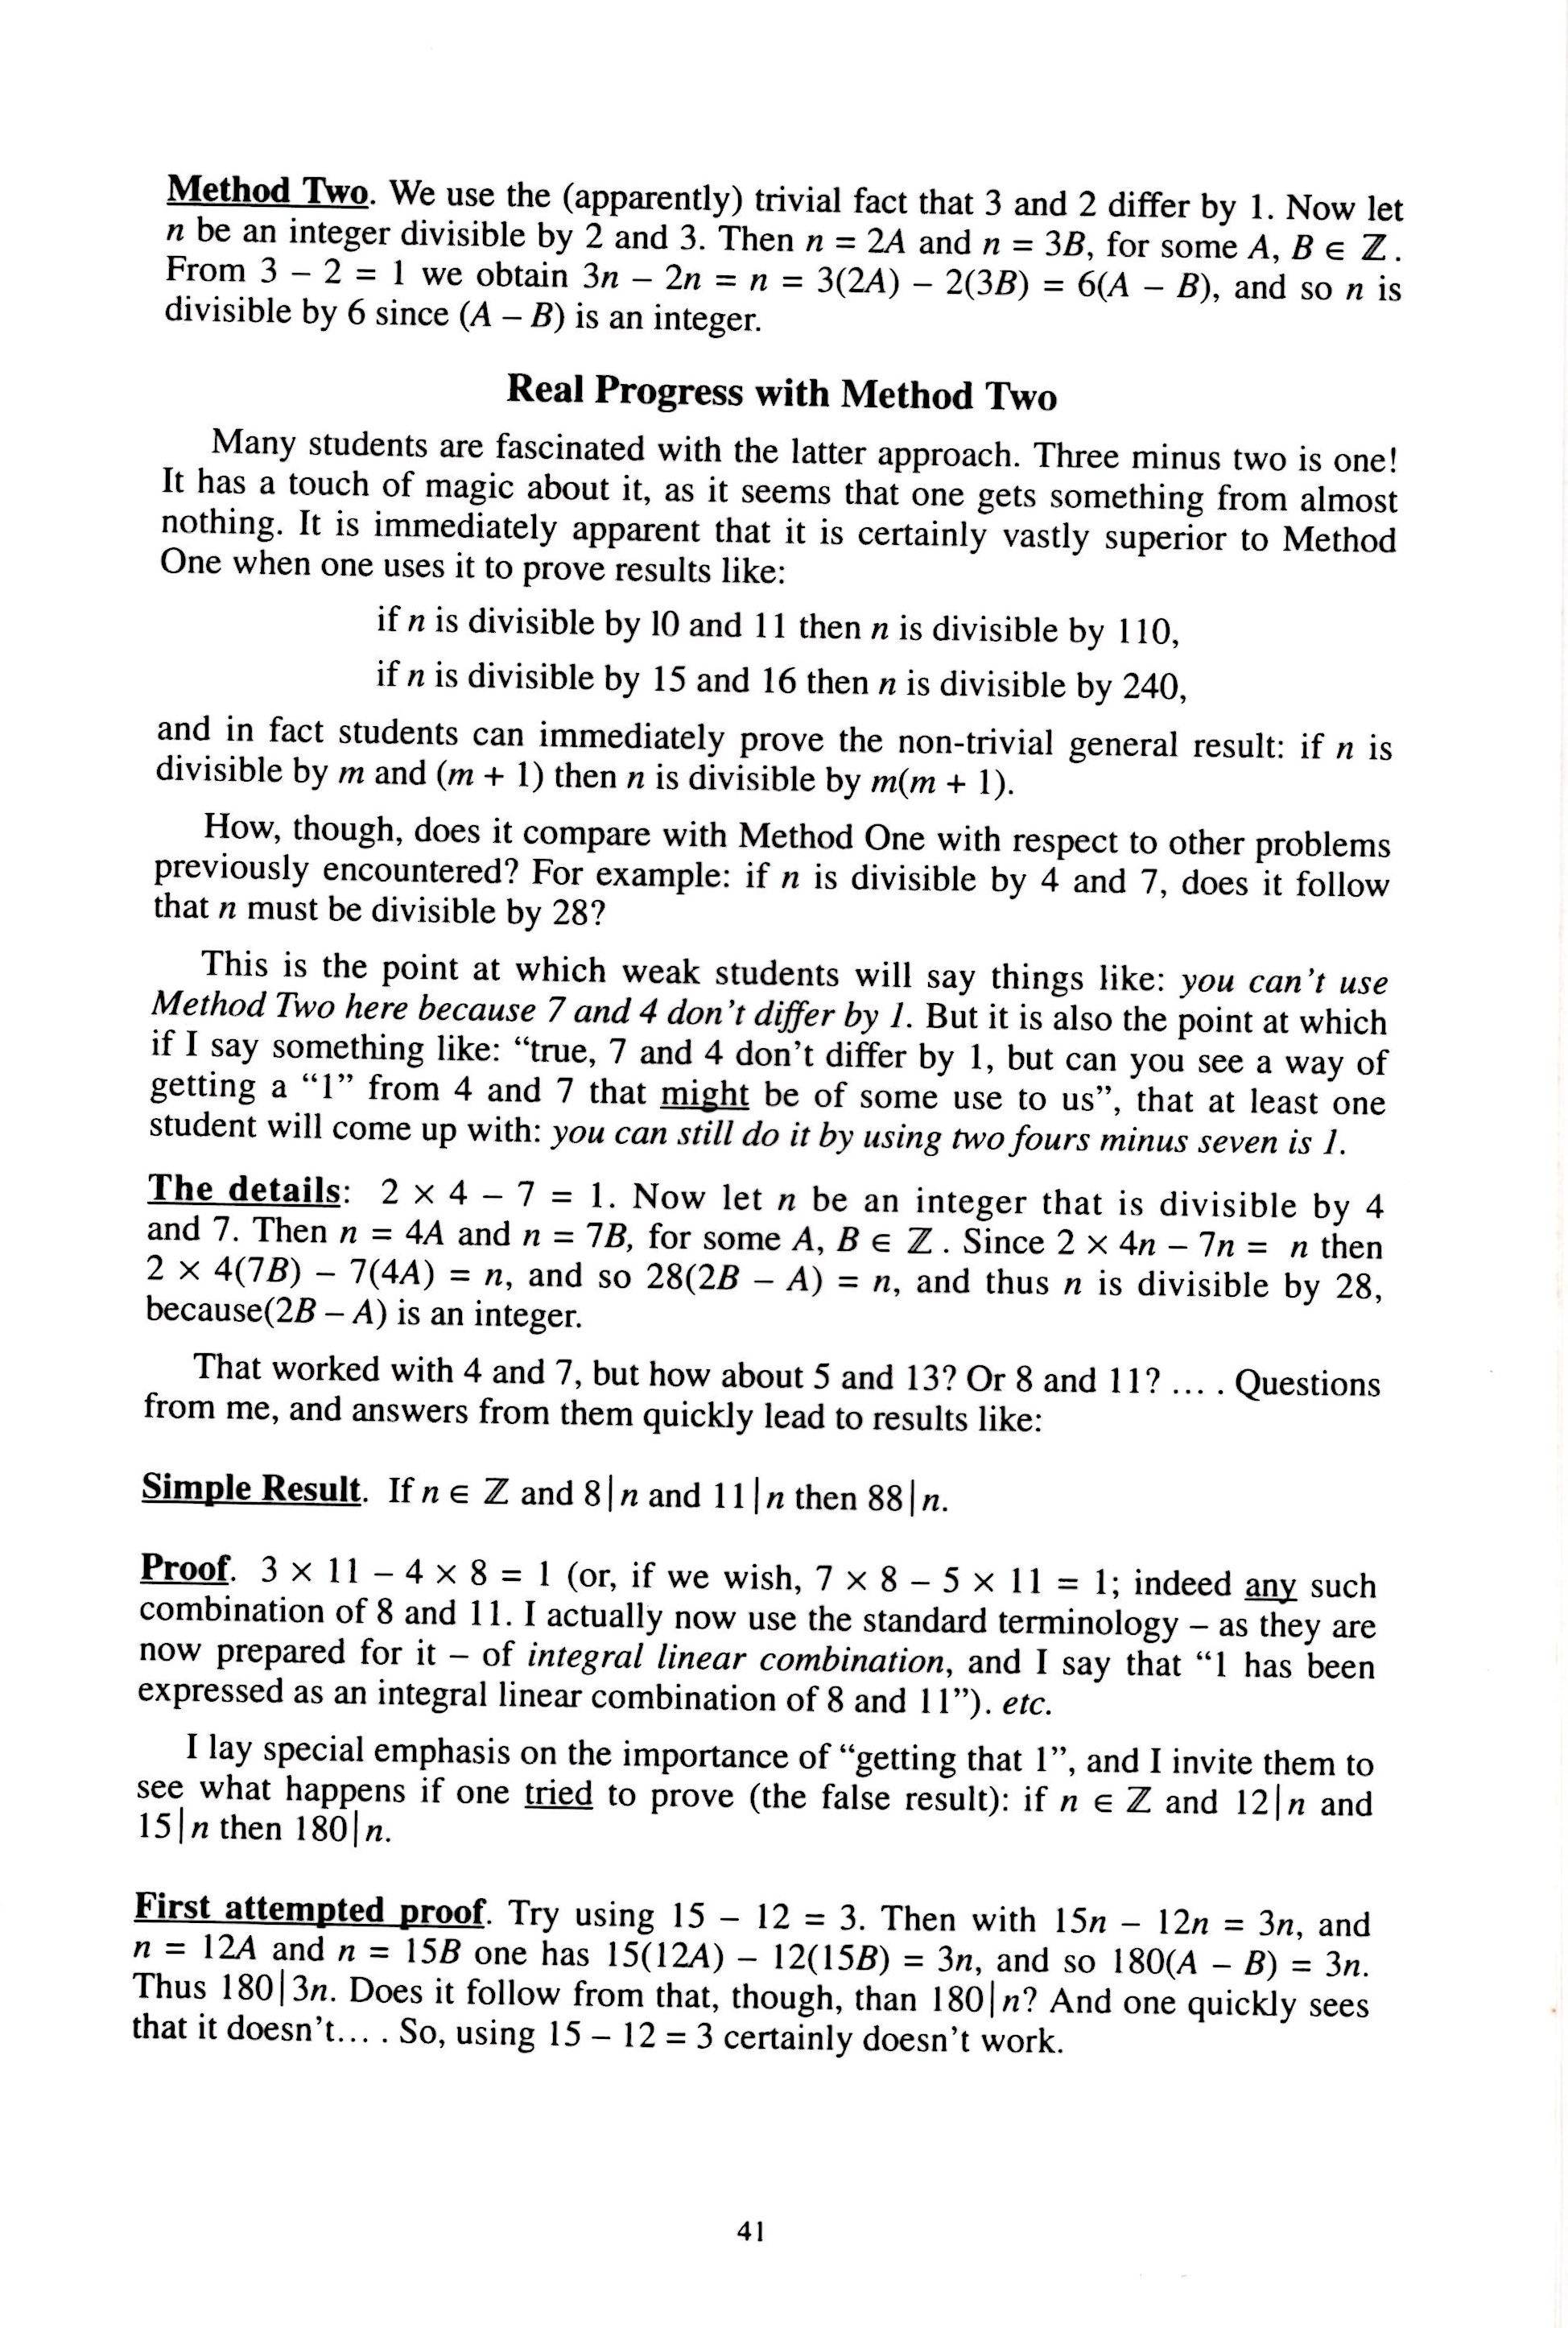 Method Two. We use the (apparently) trivial fact that 3 and 2 differ by 1. Now let
n be an integer divisible by 2 and 3. Then n = 2A and n = 3B, for some A, B ∈ ℤ.
From 3 – 2 = 1 we obtain 3n – 2n = n = 3(2A) – 2(3B) = 6(A – B), and so n is
divisible by 6 since (A – B) is an integer.
Real Progress with Method Two
Many students are fascinated with the latter approach. Three minus two is one!
It has a touch of magic about it, as it seems that one gets something from almost
nothing. It is immediately apparent that it is certainly vastly superior to Method
One when one uses it to prove results like:
if n is divisible by 10 and 11 then n is divisible by 110,
if n is divisible by 15 and 16 then n is divisible by 240,
and in fact students can immediately prove the non-trivial general result: if n is
divisible by m and (m + 1) then n is divisible by m(m + 1).
How, though, does it compare with Method One with respect to other problems
previously encountered? For example: if n is divisible by 4 and 7, does it follow
that n must be divisible by 28?
This is the point at which weak students will say things like: you can't use
Method Two here because 7 and 4 don't differ by 1. But it is also the point at which
if I say something like: “true, 7 and 4 don't differ by 1, but can you see a way of
getting a “1” from 4 and 7 that might be of some use to us”, that at least one
student will come up with: you can still do it by using two fours minus seven is 1.
The details: 2 × 4 – 7 = 1. Now let n be an integer that is divisible by 4
and 7. Then n = 4A and n = 7B, for some A, B ∈ ℤ. Since 2 × 4n – 7n = n then
2 × 4(7B) – 7(4A) = n, and so 28(2B – A) = n, and thus n is divisible by 28,
because(2B – A) is an integer.
That worked with 4 and 7, but how about 5 and 13? Or 8 and 11? ... . Questions
from me, and answers from them quickly lead to results like:
Simple Result. If n ∈ ℤ and 8|n and 11|n then 88|n.
Proof. 3 × 11 – 4 × 8 = 1 (or, if we wish, 7 × 8 – 5 × 11 = 1; indeed any such
combination of 8 and 11. I actually now use the standard terminology – as they are
now prepared for it – of integral linear combination, and I say that “1 has been
expressed as an integral linear combination of 8 and 11”). etc.
I lay special emphasis on the importance of “getting that 1”, and I invite them to
see what happens if one tried to prove (the false result): if n ∈ ℤ and 12|n and
15|n then 180|n.
First attempted proof. Try using 15 – 12 = 3. Then with 15n – 12n = 3n, and
n = 12A and n = 15B one has 15(12A) – 12(15B) = 3n, and so 180(A – B) = 3n.
Thus 180|3n. Does it follow from that, though, than 180|n? And one quickly sees
that it doesn't... . So, using 15 – 12 = 3 certainly doesn't work.
41